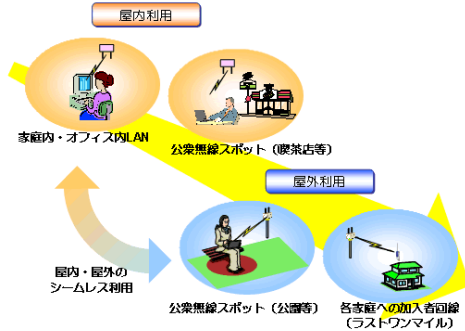 屋内利用
家庭内・オフィス内LAN
公衆無線スポット（喫茶店等）
屋外利用
屋内・屋外の
シームレス利用
公衆無線スポット（公園等）
各家庭への加入者回線
（ラストワンマイル）